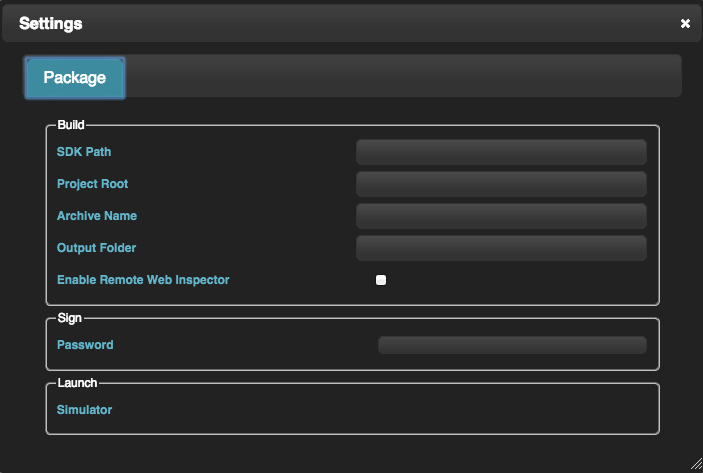 Settings
Package
Build
SDK Path
Project Root
Archive Name
Output Folder
Enable Remote Web Inspector
Sign
Password
Launch
Simulator